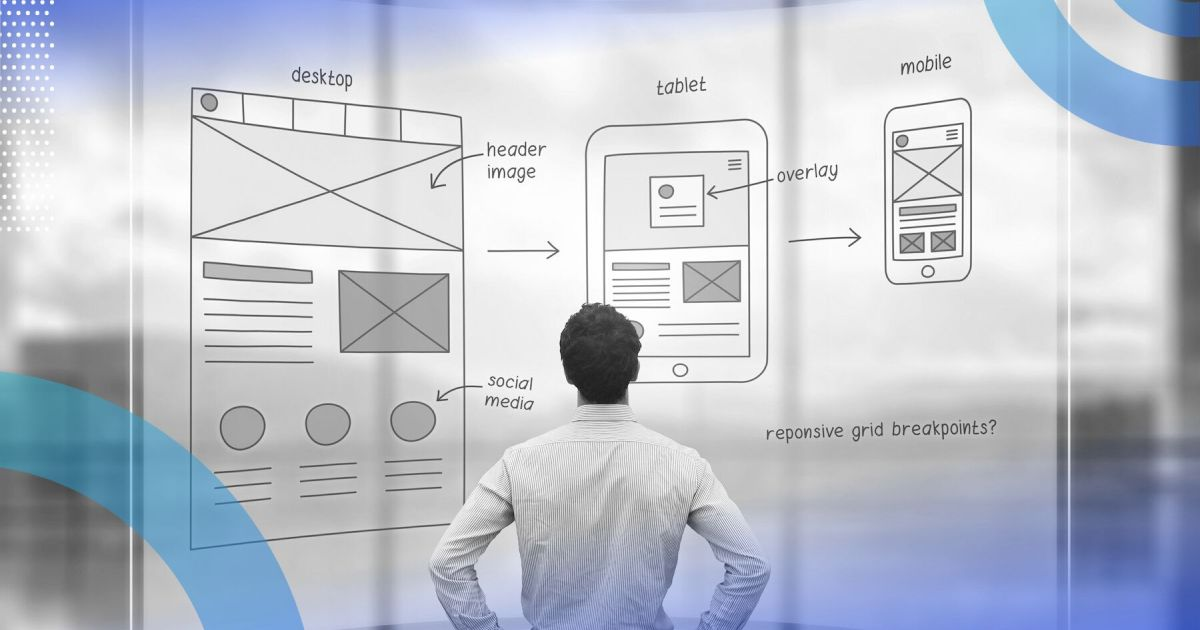 desktop
tablet
mobile
header
image
overlay
social
media
reponsive grid breakpoints?